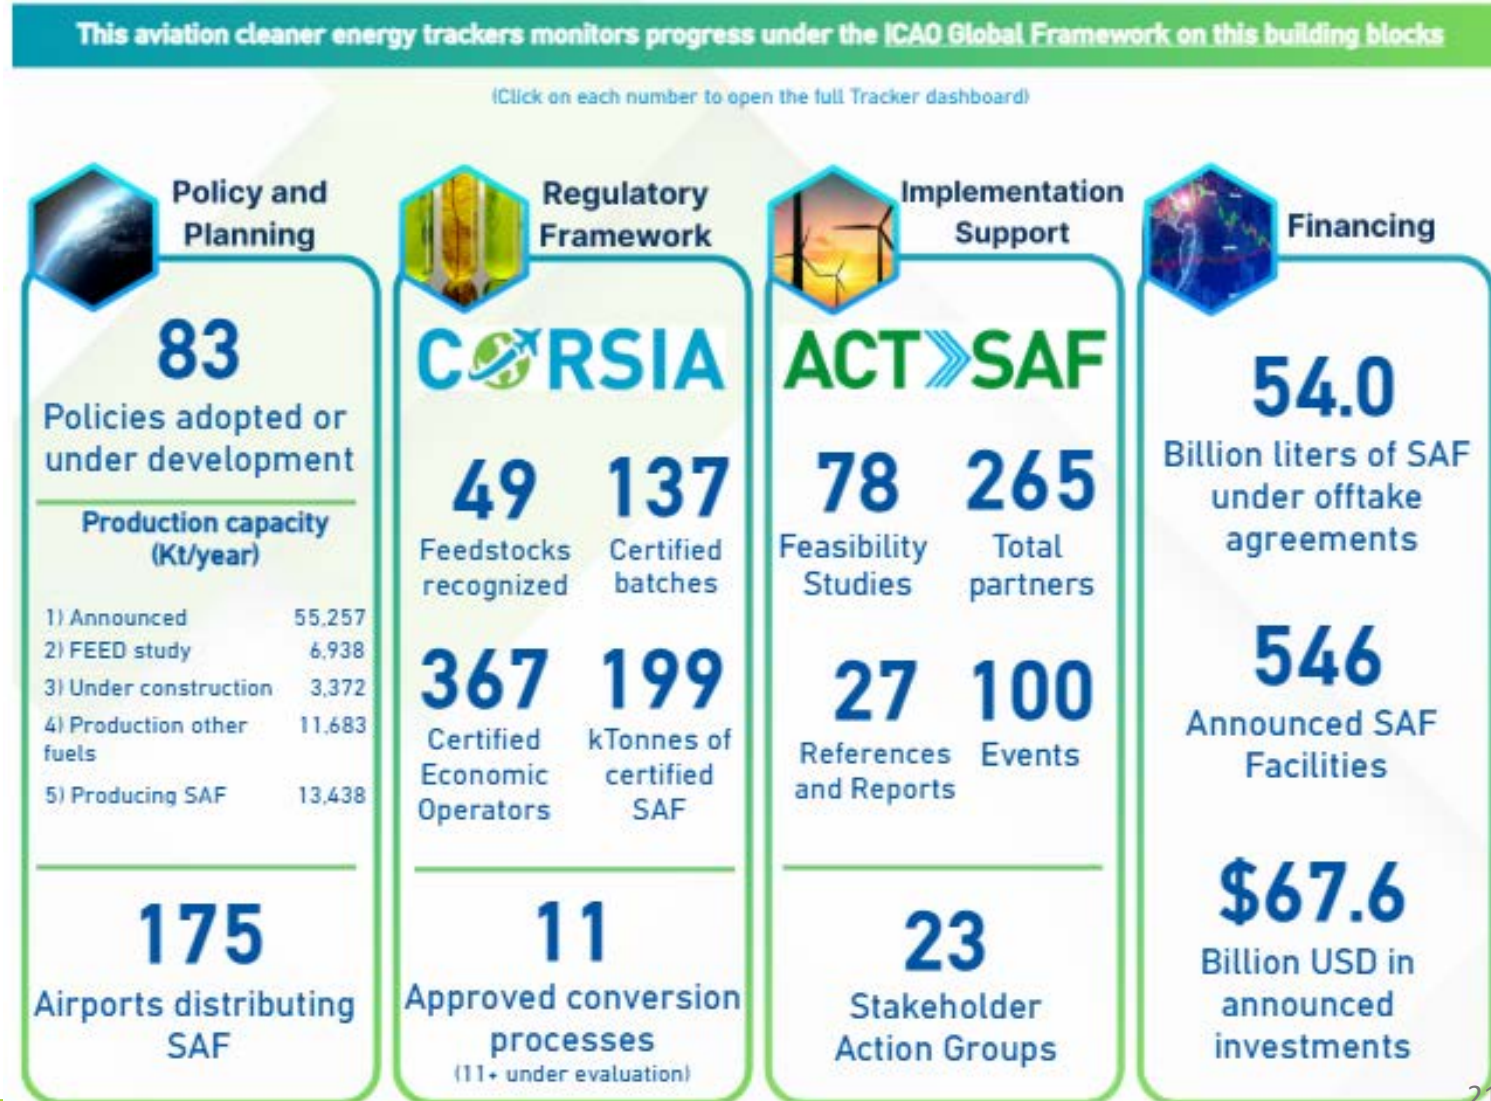 This aviation cleaner energy trackers monitors progress under the ICAO Global Framework on this building blocks
(Click on each number to open the full Tracker dashboard)
Policy and
Planning
83
Policies adopted or
under development
Production capacity
(Kt/year)
1) Announced 55,257
2) FEED study 6,938
3) Under construction 3,372
4) Production other 11,683
fuels
5) Producing SAF 13,438
175
Airports distributing
SAF
Regulatory
Framework
CORSIA
49 137
Feedstocks Certified
recognized batches
367 199
Certified kTonnes of
Economic certified
Operators SAF
11
Approved conversion
processes
(11+ under evaluation)
Implementation
Support
ACT SAF
78 265
Feasibility Total
Studies partners
27 100
References Events
and Reports
23
Stakeholder
Action Groups
Financing
54.0
Billion liters of SAF
under offtake
agreements
546
Announced SAF
Facilities
$67.6
Billion USD in
announced
investments